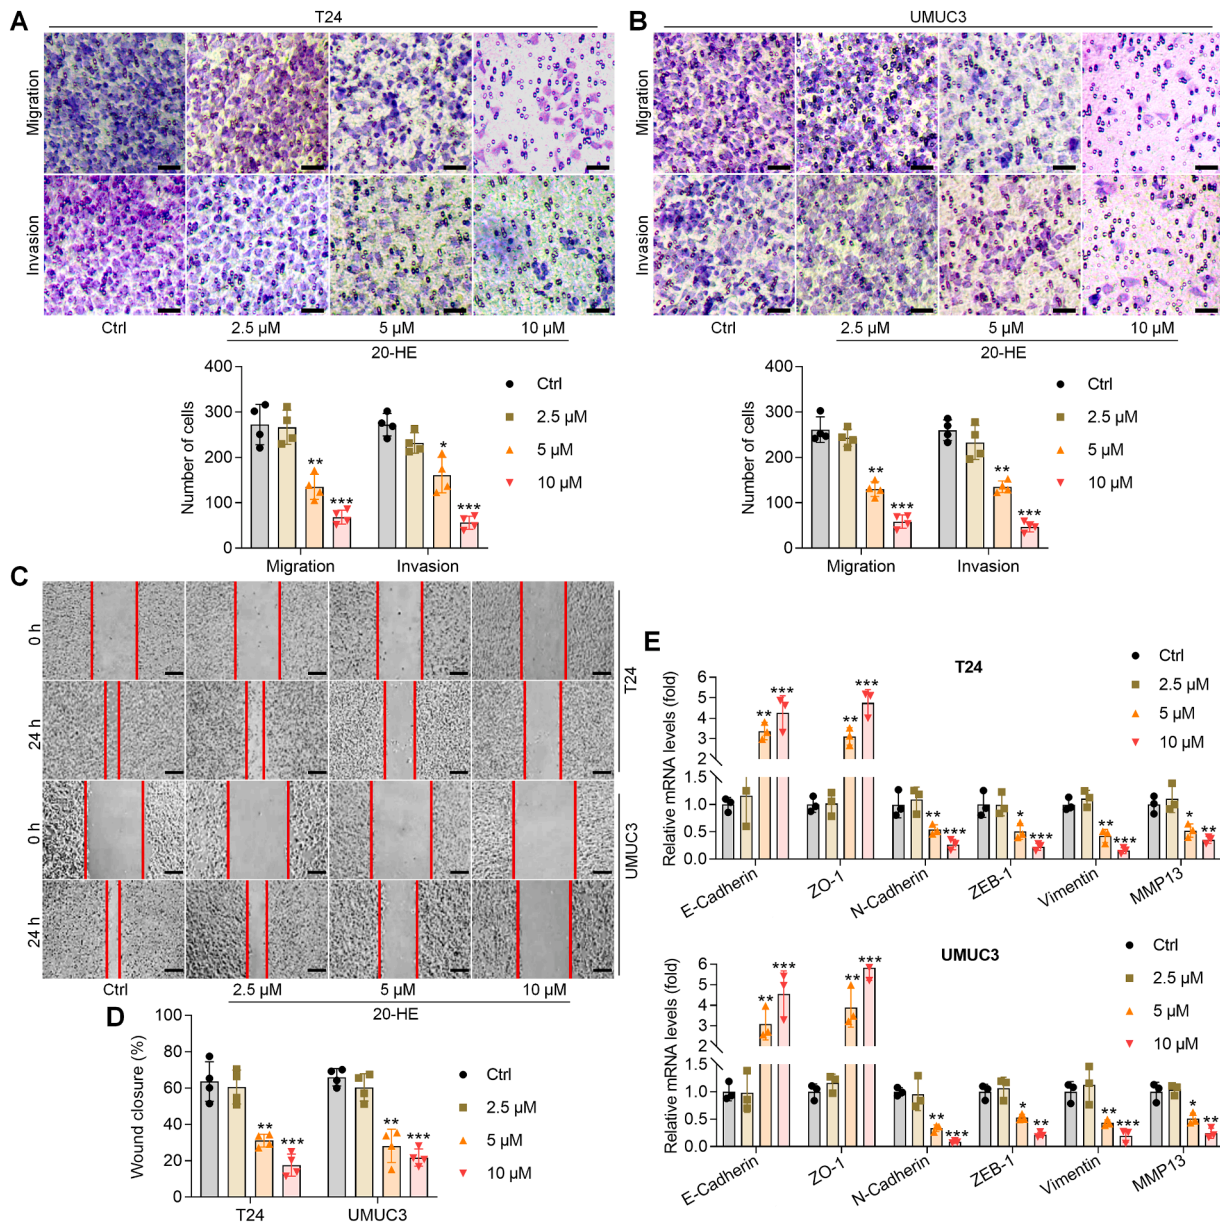 A
T24
Migration
Invasion
Ctrl
2.5 µM
5 µM
10 µM
20-HE
Number of cells
400
300
200
100
0
** *** * ***
Migration
Invasion
Ctrl
2.5 µM
5 µM
10 µM
B
UMUC3
Migration
Invasion
Ctrl
2.5 µM
5 µM
10 µM
20-HE
Number of cells
400
300
200
100
0
** *** ** ***
Migration
Invasion
Ctrl
2.5 µM
5 µM
10 µM
C
0 h
24 h
T24
0 h
24 h
UMUC3
Ctrl
2.5 µM
5 µM
10 µM
20-HE
D
Wound closure (%)
100
80
60
40
20
0
** *** ** ***
T24
UMUC3
Ctrl
2.5 µM
5 µM
10 µM
E
T24
Relative mRNA levels (fold)
6
5
4
3
2
1.5
1.0
0.5
0.0
** *** ** *** ** *** * *** ** *** * **
E-Cadherin
ZO-1
N-Cadherin
ZEB-1
Vimentin
MMP13
Ctrl
2.5 µM
5 µM
10 µM
UMUC3
Relative mRNA levels (fold)
6
5
4
3
2
1.5
1.0
0.5
0.0
** *** ** *** ** *** * ** ** *** * **
E-Cadherin
ZO-1
N-Cadherin
ZEB-1
Vimentin
MMP13
Ctrl
2.5 µM
5 µM
10 µM